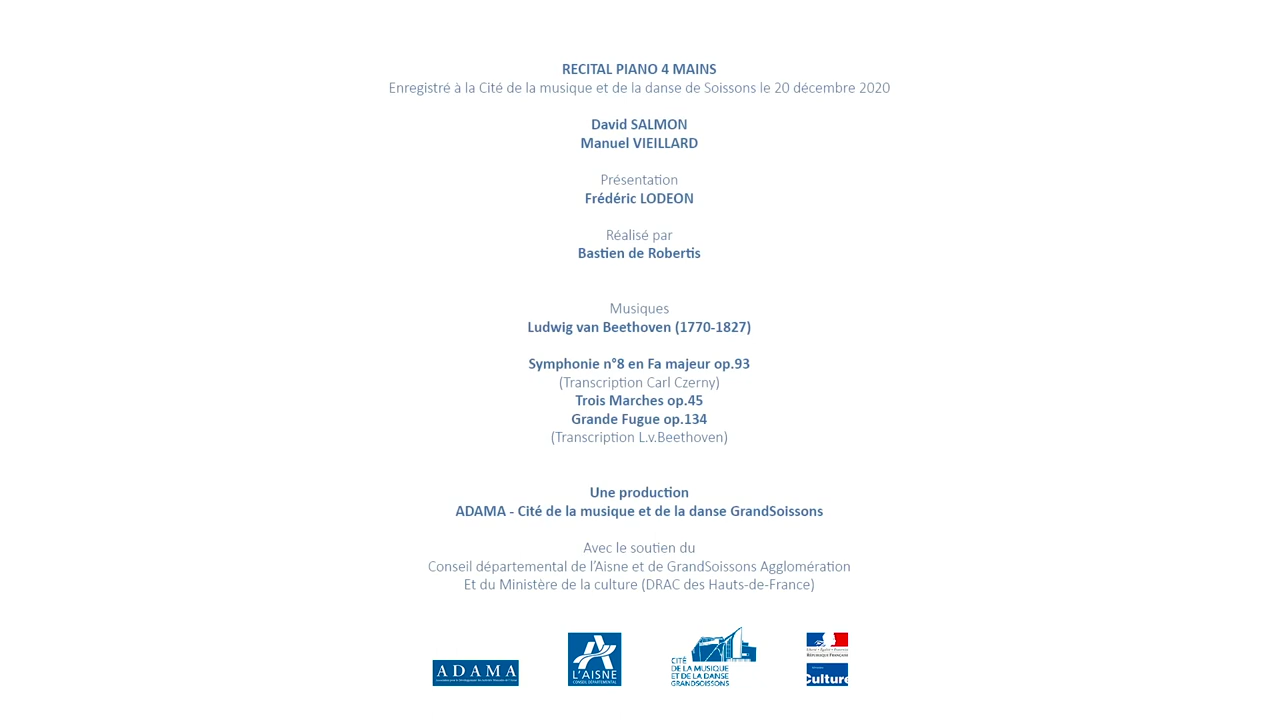 RECITAL PIANO 4 MAINS
Enregistré à la Cité de la musique et de la danse de Soissons le 20 décembre 2020
David SALMON
Manuel VIEILLARD
Présentation
Frédéric LODEON
Réalisé par
Bastien de Robertis
Musiques
Ludwig van Beethoven (1770-1827)
Symphonie n°8 en Fa majeur op.93
(Transcription Carl Czerny)
Trois Marches op.45
Grande Fugue op.134
(Transcription L.v.Beethoven)
Une production
ADAMA - Cité de la musique et de la danse GrandSoissons
Avec le soutien du
Conseil départemental de l’Aisne et de GrandSoissons Agglomération
Et du Ministère de la culture (DRAC des Hauts-de-France)
ADAMA
L'AISNE
CONSEIL DÉPARTEMENTAL
CITÉ
DE LA MUSIQUE
ET DE LA DANSE
GRANDSOISSONS
RÉPUBLIQUE FRANÇAISE
Culture